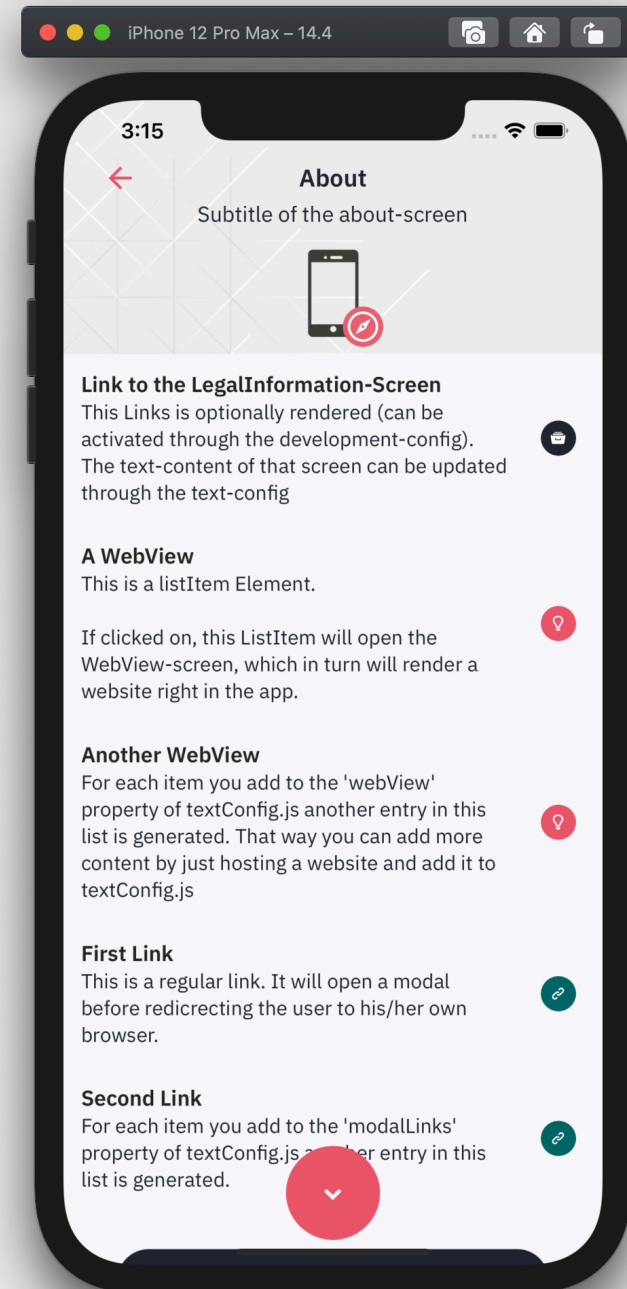 iPhone 12 Pro Max – 14.4
3:15
About
Subtitle of the about-screen
Link to the LegalInformation-Screen
This Links is optionally rendered (can be
activated through the development-config).
The text-content of that screen can be updated
through the text-config
A WebView
This is a listItem Element.
If clicked on, this ListItem will open the
WebView-screen, which in turn will render a
website right in the app.
Another WebView
For each item you add to the 'webView'
property of textConfig.js another entry in this
list is generated. That way you can add more
content by just hosting a website and add it to
textConfig.js
First Link
This is a regular link. It will open a modal
before redicrecting the user to his/her own
browser.
Second Link
For each item you add to the 'modalLinks'
property of textConfig.js entry in this
list is generated.